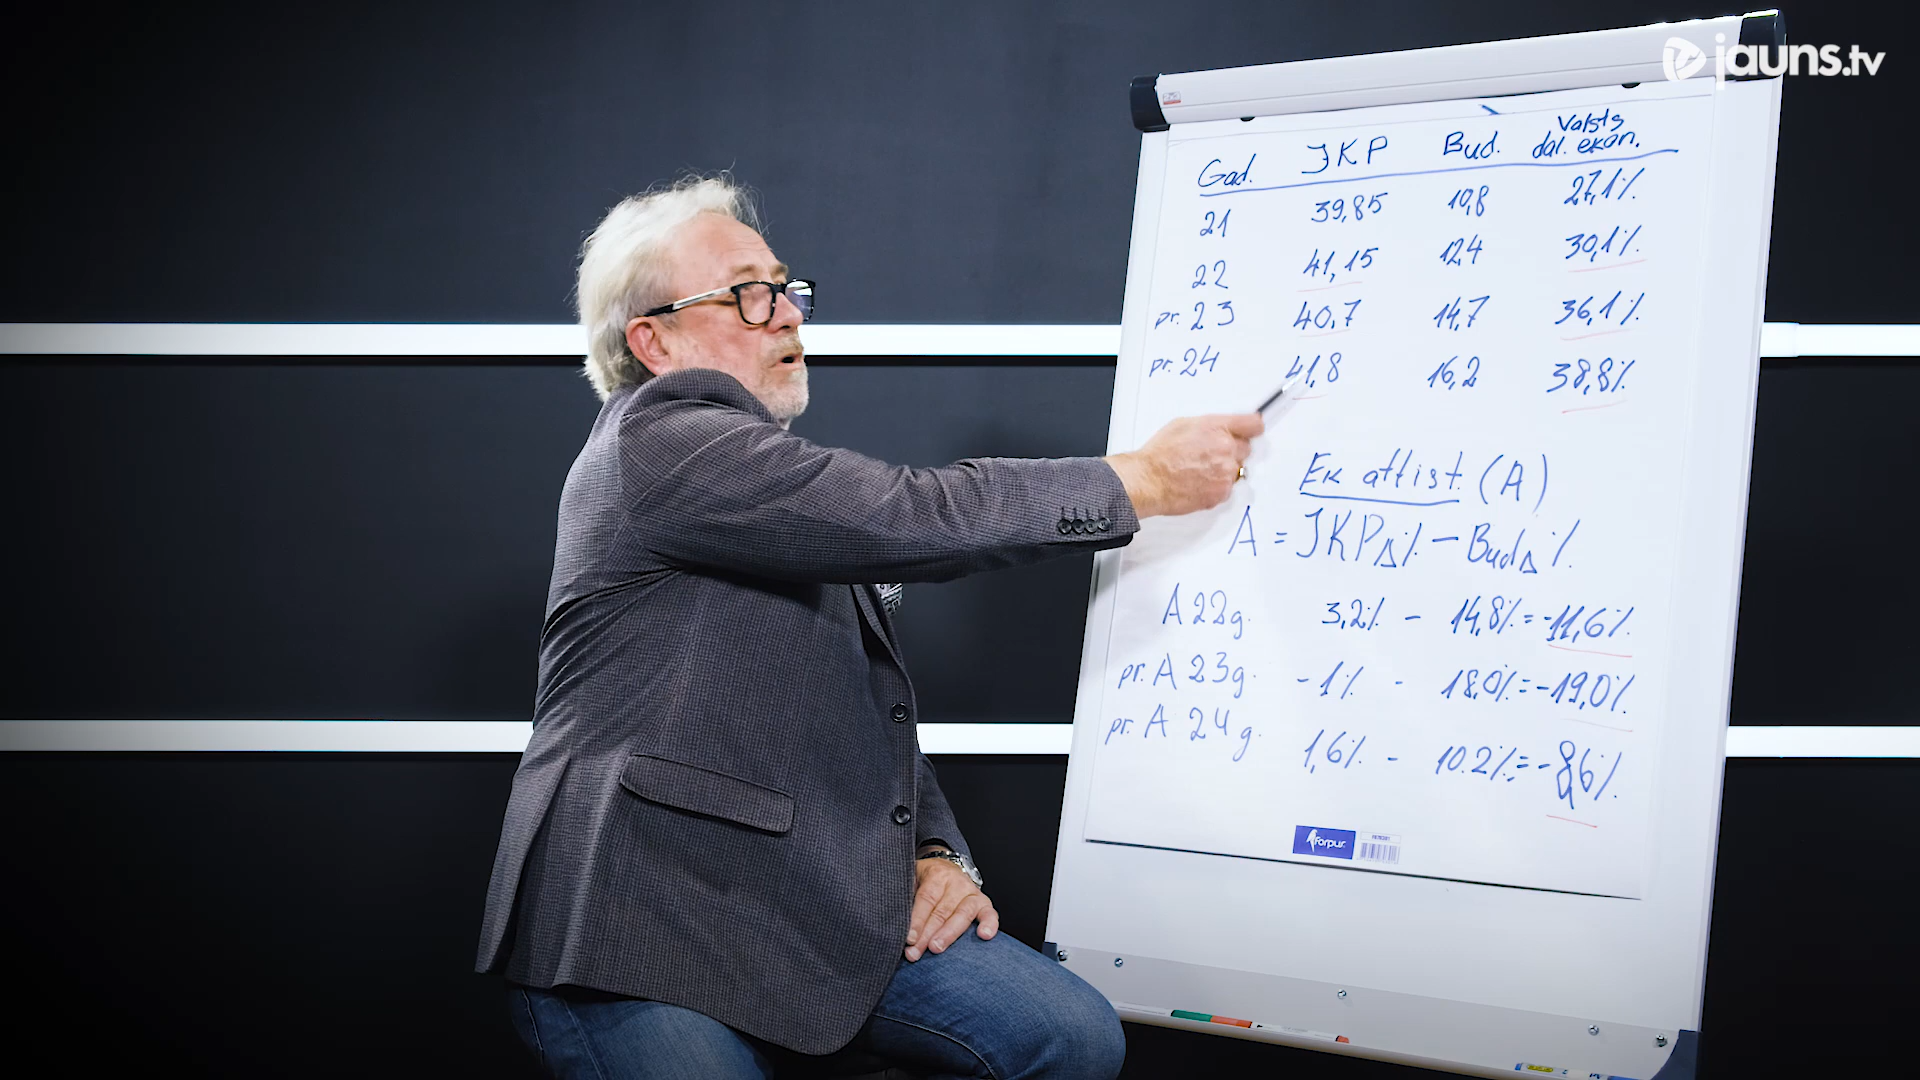 jauns.tv
Gad. IKP Bud. Valsts dal. ekon.
21 39,85 10,8 27,1%
22 41,15 12,4 30,1%
pr. 23 40,7 14,7 36,1%
pr. 24 41,8 16,2 38,8%
Ek attist. (A)
A = IKPΔ% - BudΔ%.
A 22g. 3,2% - 14,8% = -11,6%.
pr. A 23g. -1% - 18.0% = -19,0%.
pr. A 24g. 1,6% - 10.2% = -8,6%.
forpus